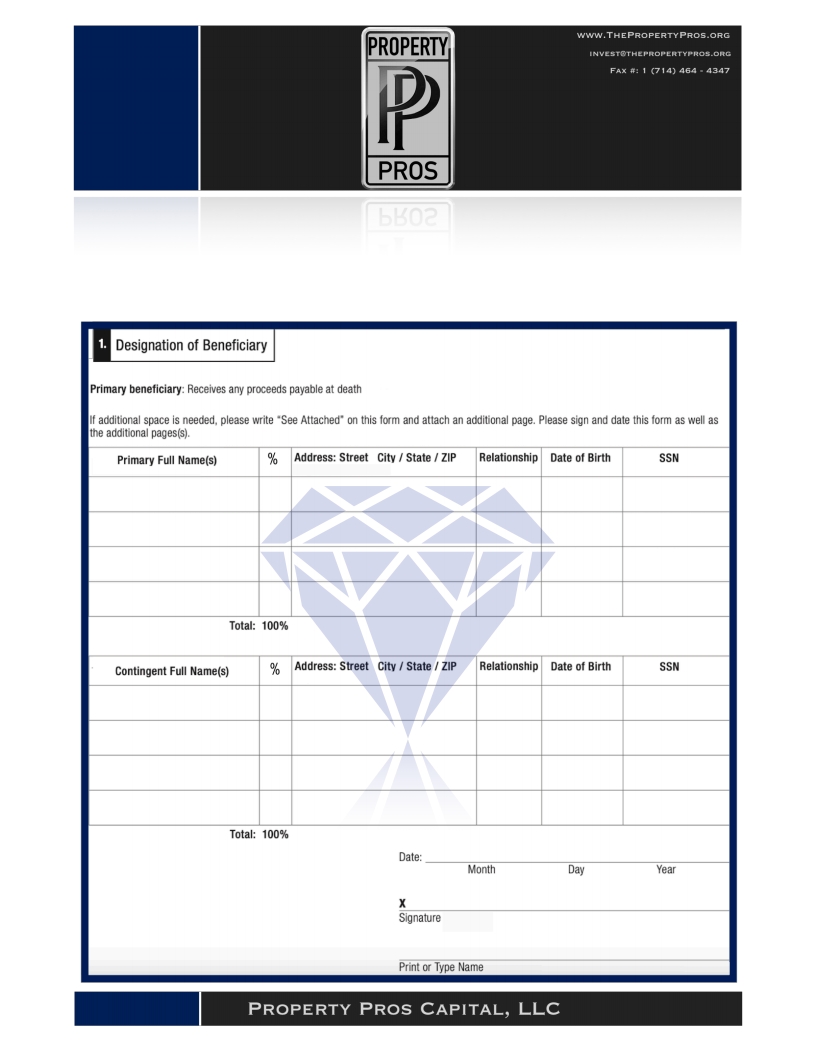 www.ThePropertyPros.org
invest@thepropertypros.org
Fax #: 1 (714) 464 - 4347
PROPERTY
PP
PROS
PROS
1. Designation of Beneficiary
Primary beneficiary: Receives any proceeds payable at death
If additional space is needed, please write “See Attached” on this form and attach an additional page. Please sign and date this form as well as
the additional pages(s).
Primary Full Name(s) % Address: Street City / State / ZIP Relationship Date of Birth SSN
Total: 100%
Contingent Full Name(s) % Address: Street City / State / ZIP Relationship Date of Birth SSN
Total: 100%
Date:
Month Day Year
X
Signature
Print or Type Name
Property Pros Capital, LLC